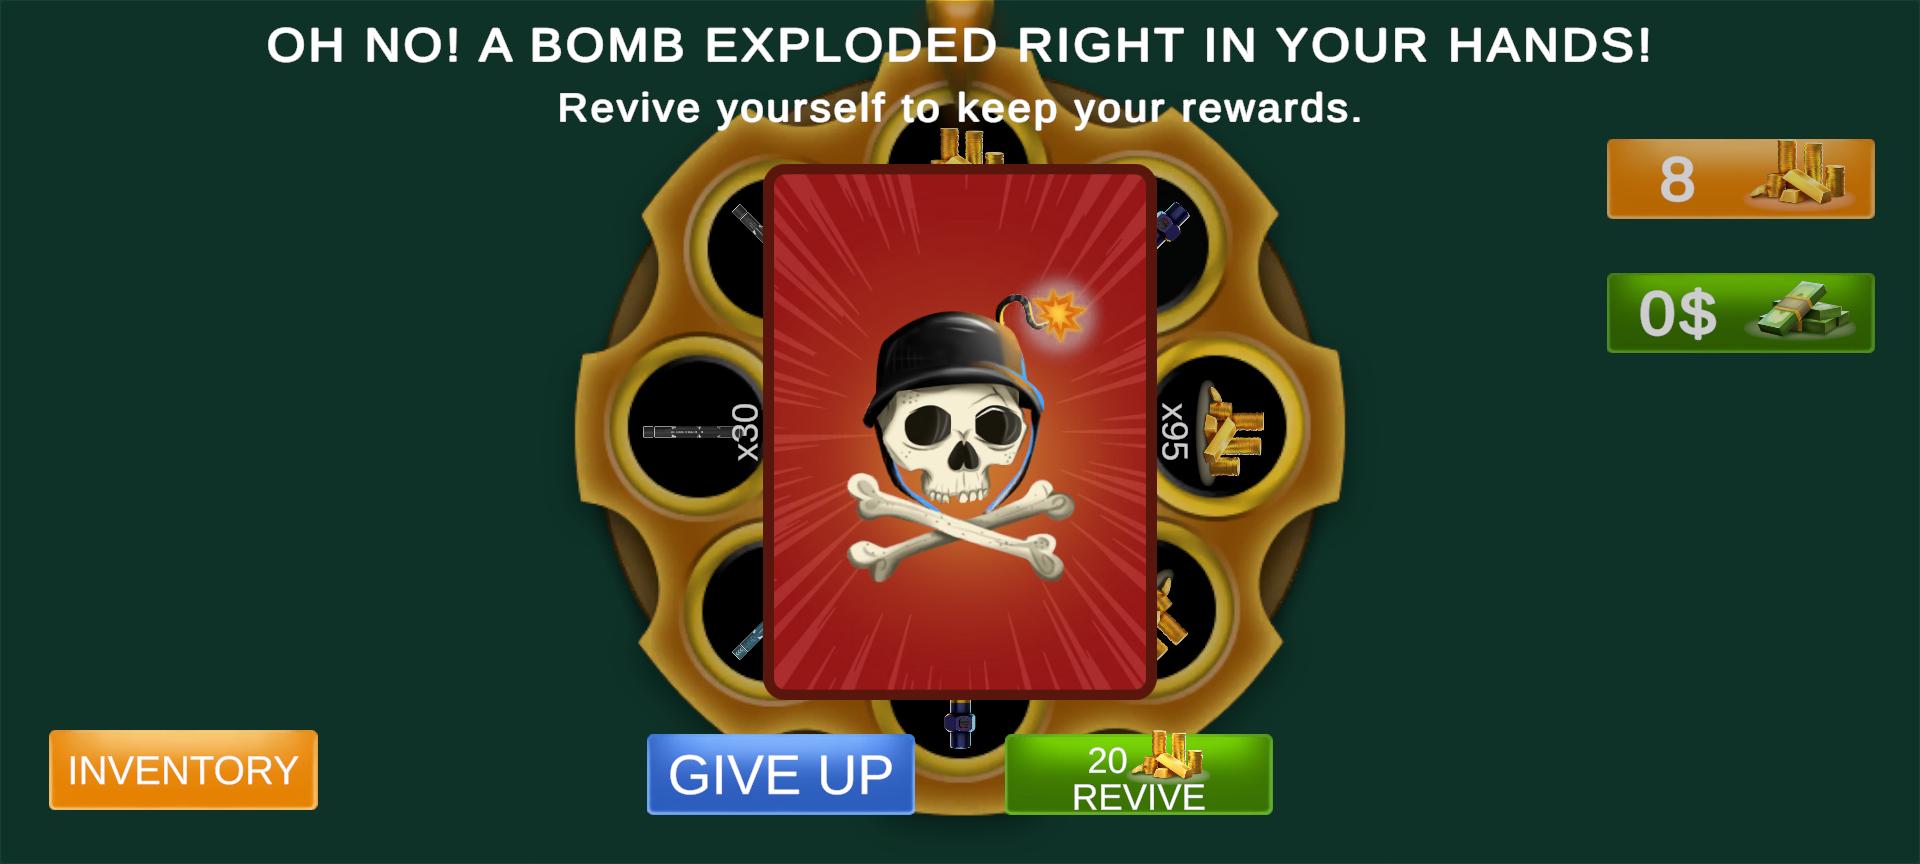 OH NO! A BOMB EXPLODED RIGHT IN YOUR HANDS!
Revive yourself to keep your rewards.
8
0$
x30
x95
INVENTORY
GIVE UP
20
REVIVE